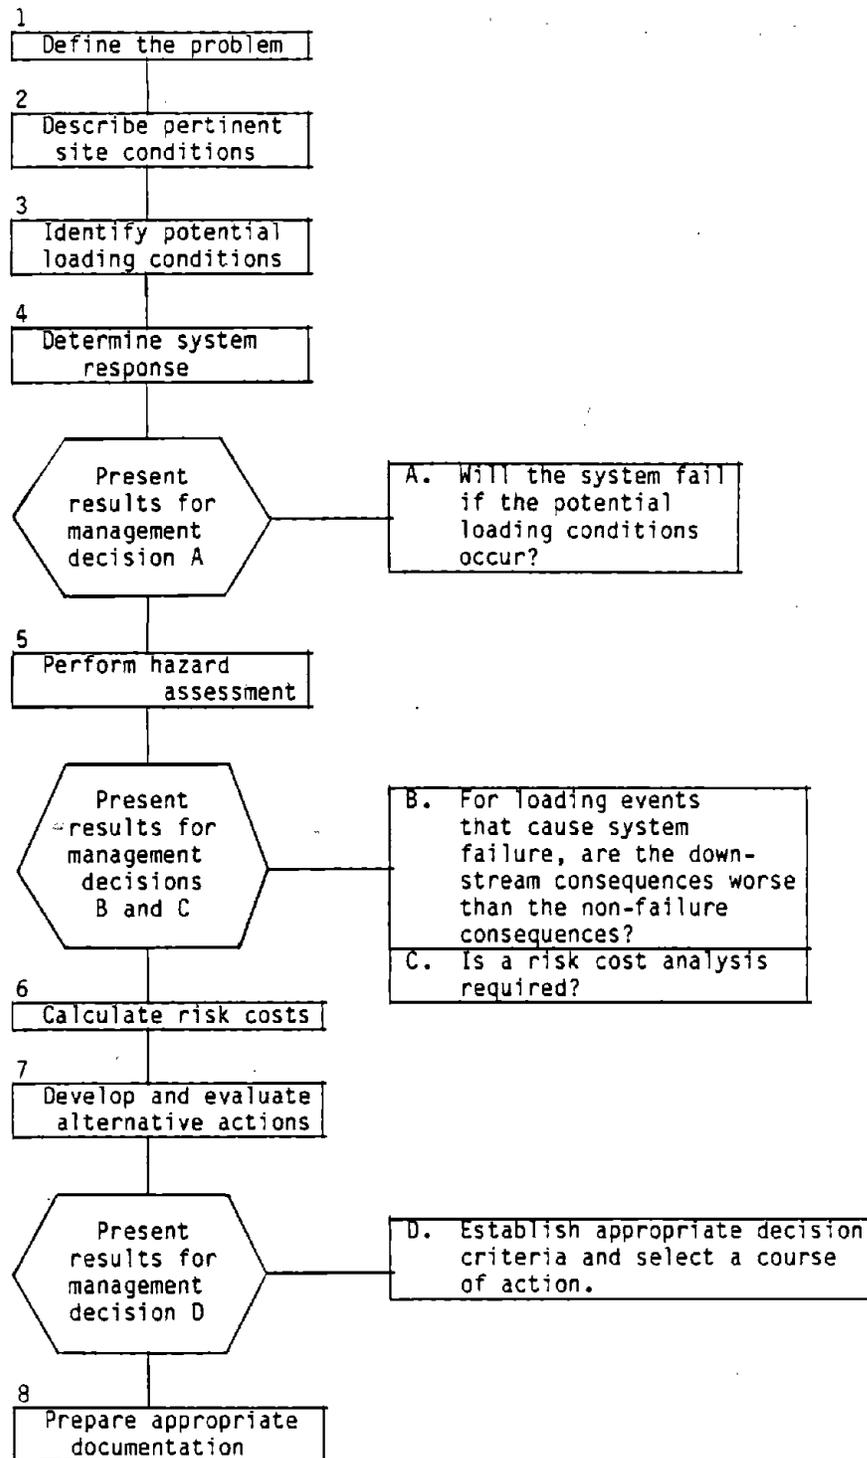 1
Define the problem
2
Describe pertinent
site conditions
3
Identify potential
loading conditions
4
Determine system
response
Present
results for
management
decision A
A. Will the system fail
if the potential
loading conditions
occur?
5
Perform hazard
assessment
Present
results for
management
decisions
B and C
B. For loading events
that cause system
failure, are the down-
stream consequences worse
than the non-failure
consequences?
C. Is a risk cost analysis
required?
6
Calculate risk costs
7
Develop and evaluate
alternative actions
Present
results for
management
decision D
D. Establish appropriate decision
criteria and select a course
of action.
8
Prepare appropriate
documentation